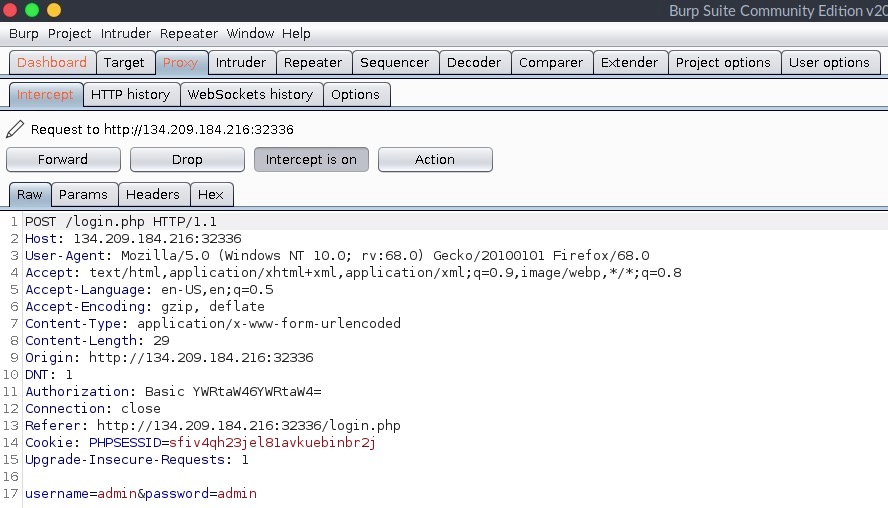 Burp Suite Community Edition v20
Burp Project Intruder Repeater Window Help
Dashboard Target Proxy Intruder Repeater Sequencer Decoder Comparer Extender Project options User options
Intercept HTTP history WebSockets history Options
Request to http://134.209.184.216:32336
Forward Drop Intercept is on Action
Raw Params Headers Hex
1 POST /login.php HTTP/1.1
2 Host: 134.209.184.216:32336
3 User-Agent: Mozilla/5.0 (Windows NT 10.0; rv:68.0) Gecko/20100101 Firefox/68.0
4 Accept: text/html,application/xhtml+xml,application/xml;q=0.9,image/webp,*/*;q=0.8
5 Accept-Language: en-US,en;q=0.5
6 Accept-Encoding: gzip, deflate
7 Content-Type: application/x-www-form-urlencoded
8 Content-Length: 29
9 Origin: http://134.209.184.216:32336
10 DNT: 1
11 Authorization: Basic YWRtaW46YWRtaW4=
12 Connection: close
13 Referer: http://134.209.184.216:32336/login.php
14 Cookie: PHPSESSID=sfiv4qh23jel81avkuebinbr2j
15 Upgrade-Insecure-Requests: 1
16
17 username=admin&password=admin